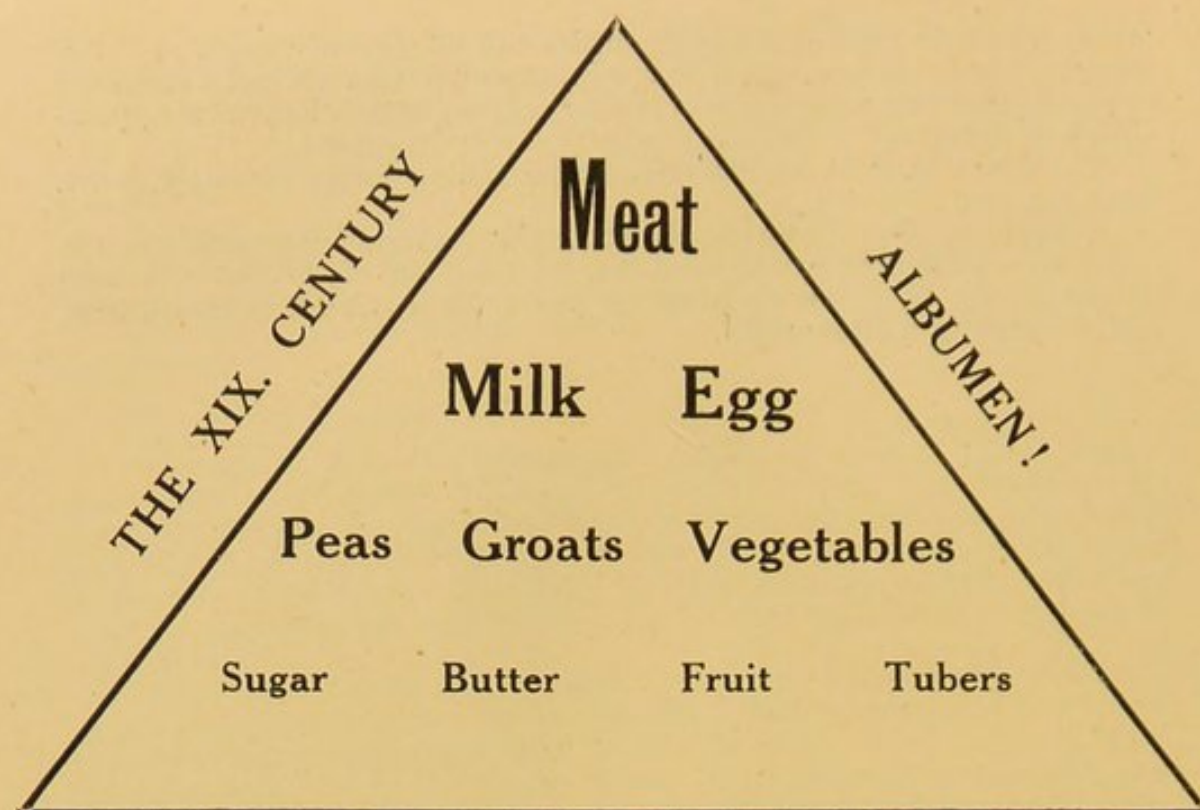 THE XIX. CENTURY
ALBUMEN!
Meat
Milk Egg
Peas Groats Vegetables
Sugar Butter Fruit Tubers